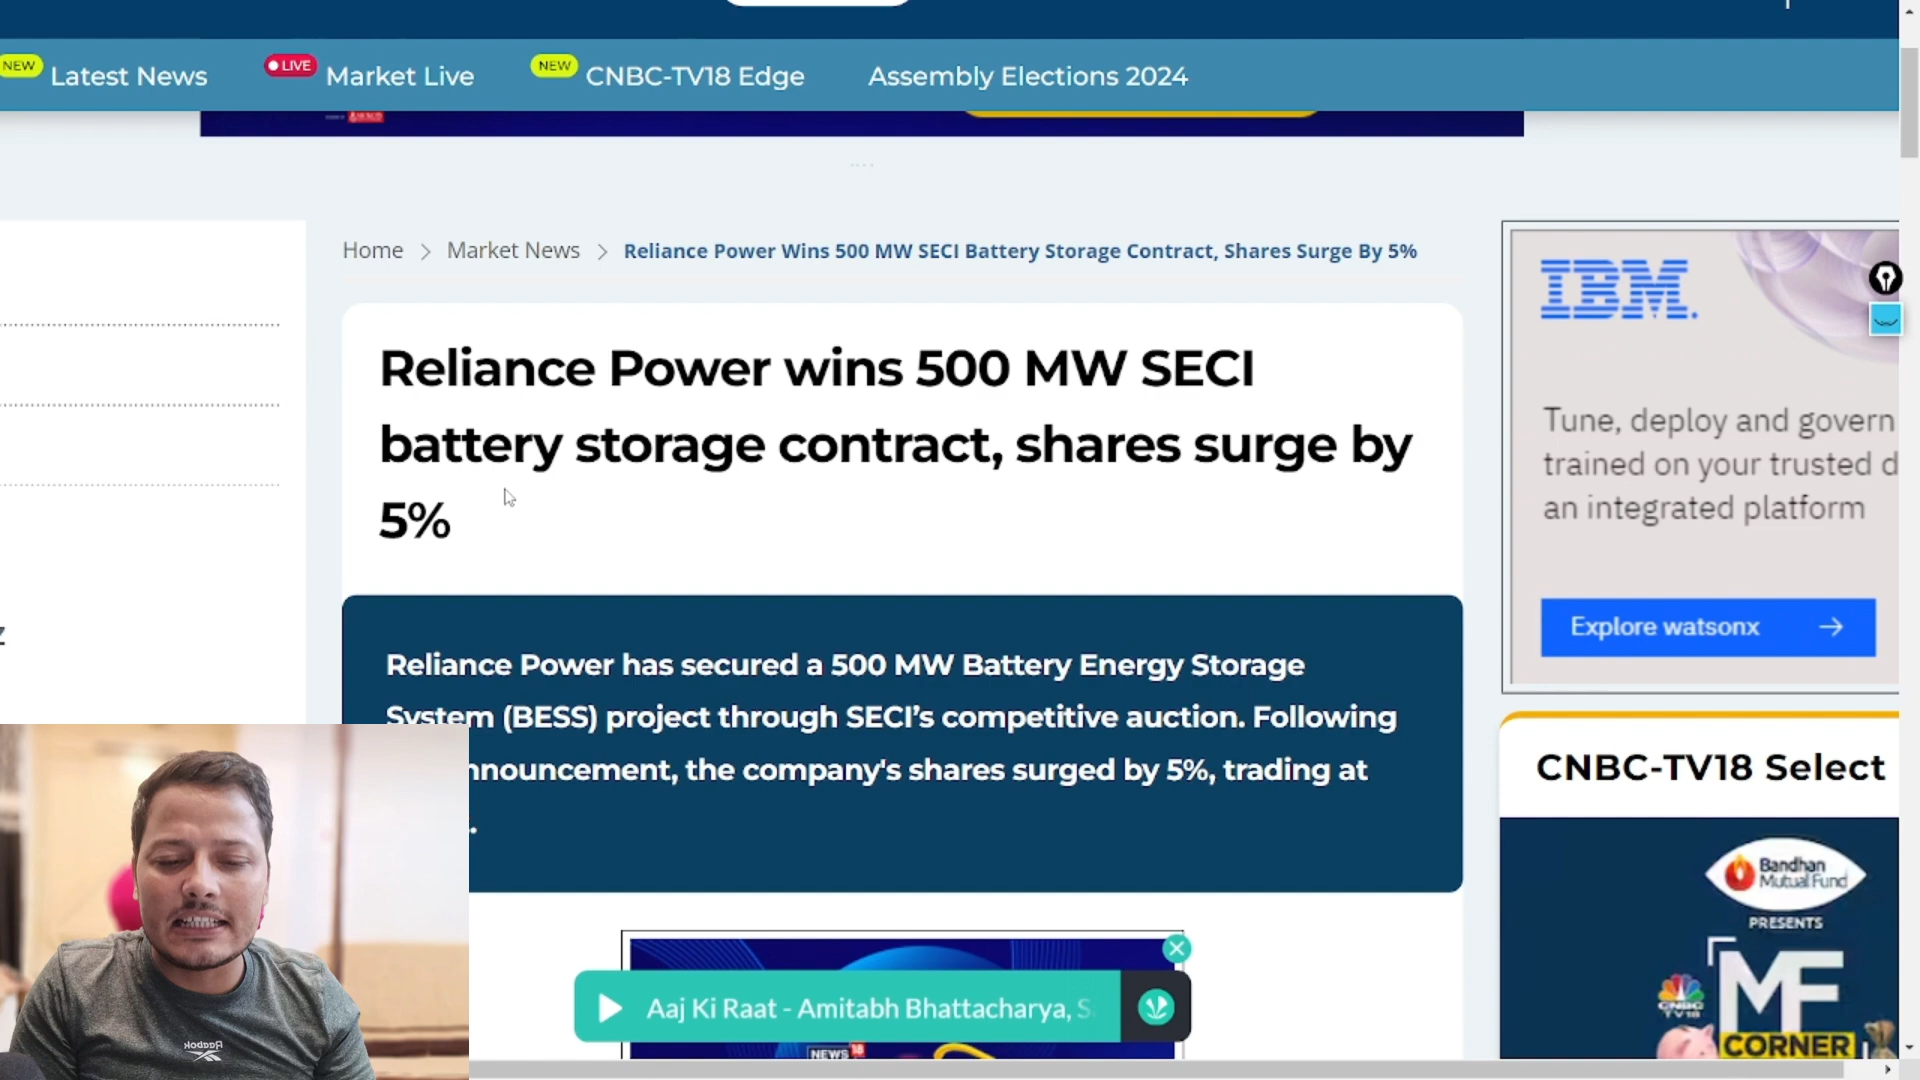 NEW Latest News LIVE Market Live NEW CNBC-TV18 Edge Assembly Elections 2024
Home > Market News > Reliance Power Wins 500 MW SECI Battery Storage Contract, Shares Surge By 5%
Reliance Power wins 500 MW SECI
battery storage contract, shares surge by
5%
Reliance Power has secured a 500 MW Battery Energy Storage
System (BESS) project through SECI's competitive auction. Following
nnouncement, the company's shares surged by 5%, trading at
.
IBM.
Tune, deploy and govern
trained on your trusted d
an integrated platform
Explore watsonx →
CNBC-TV18 Select
Bandhan
Mutual Fund
PRESENTS
CNBC
TV18
MF
CORNER
Aaj Ki Raat - Amitabh Bhattacharya, S
NEWS 18
Reebok